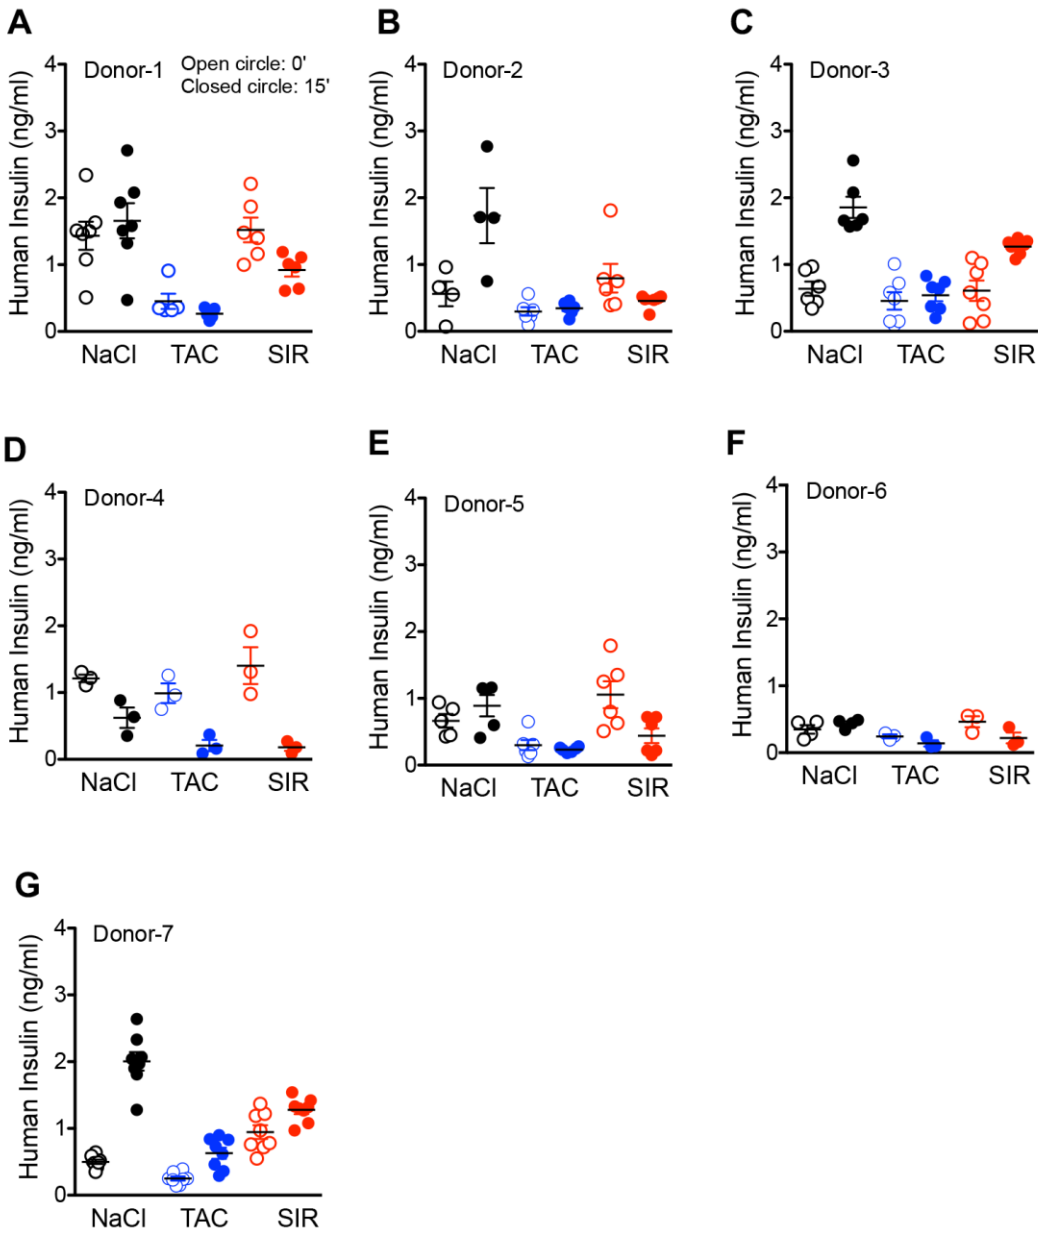 A
Donor-1
Open circle: 0'
Closed circle: 15'
Human Insulin (ng/ml)
4
3
2
1
0
NaCl
TAC
SIR
B
Donor-2
Human Insulin (ng/ml)
4
3
2
1
0
NaCl
TAC
SIR
C
Donor-3
Human Insulin (ng/ml)
4
3
2
1
0
NaCl
TAC
SIR
D
Donor-4
Human Insulin (ng/ml)
4
3
2
1
0
NaCl
TAC
SIR
E
Donor-5
Human Insulin (ng/ml)
4
3
2
1
0
NaCl
TAC
SIR
F
Donor-6
Human Insulin (ng/ml)
4
3
2
1
0
NaCl
TAC
SIR
G
Donor-7
Human Insulin (ng/ml)
4
3
2
1
0
NaCl
TAC
SIR